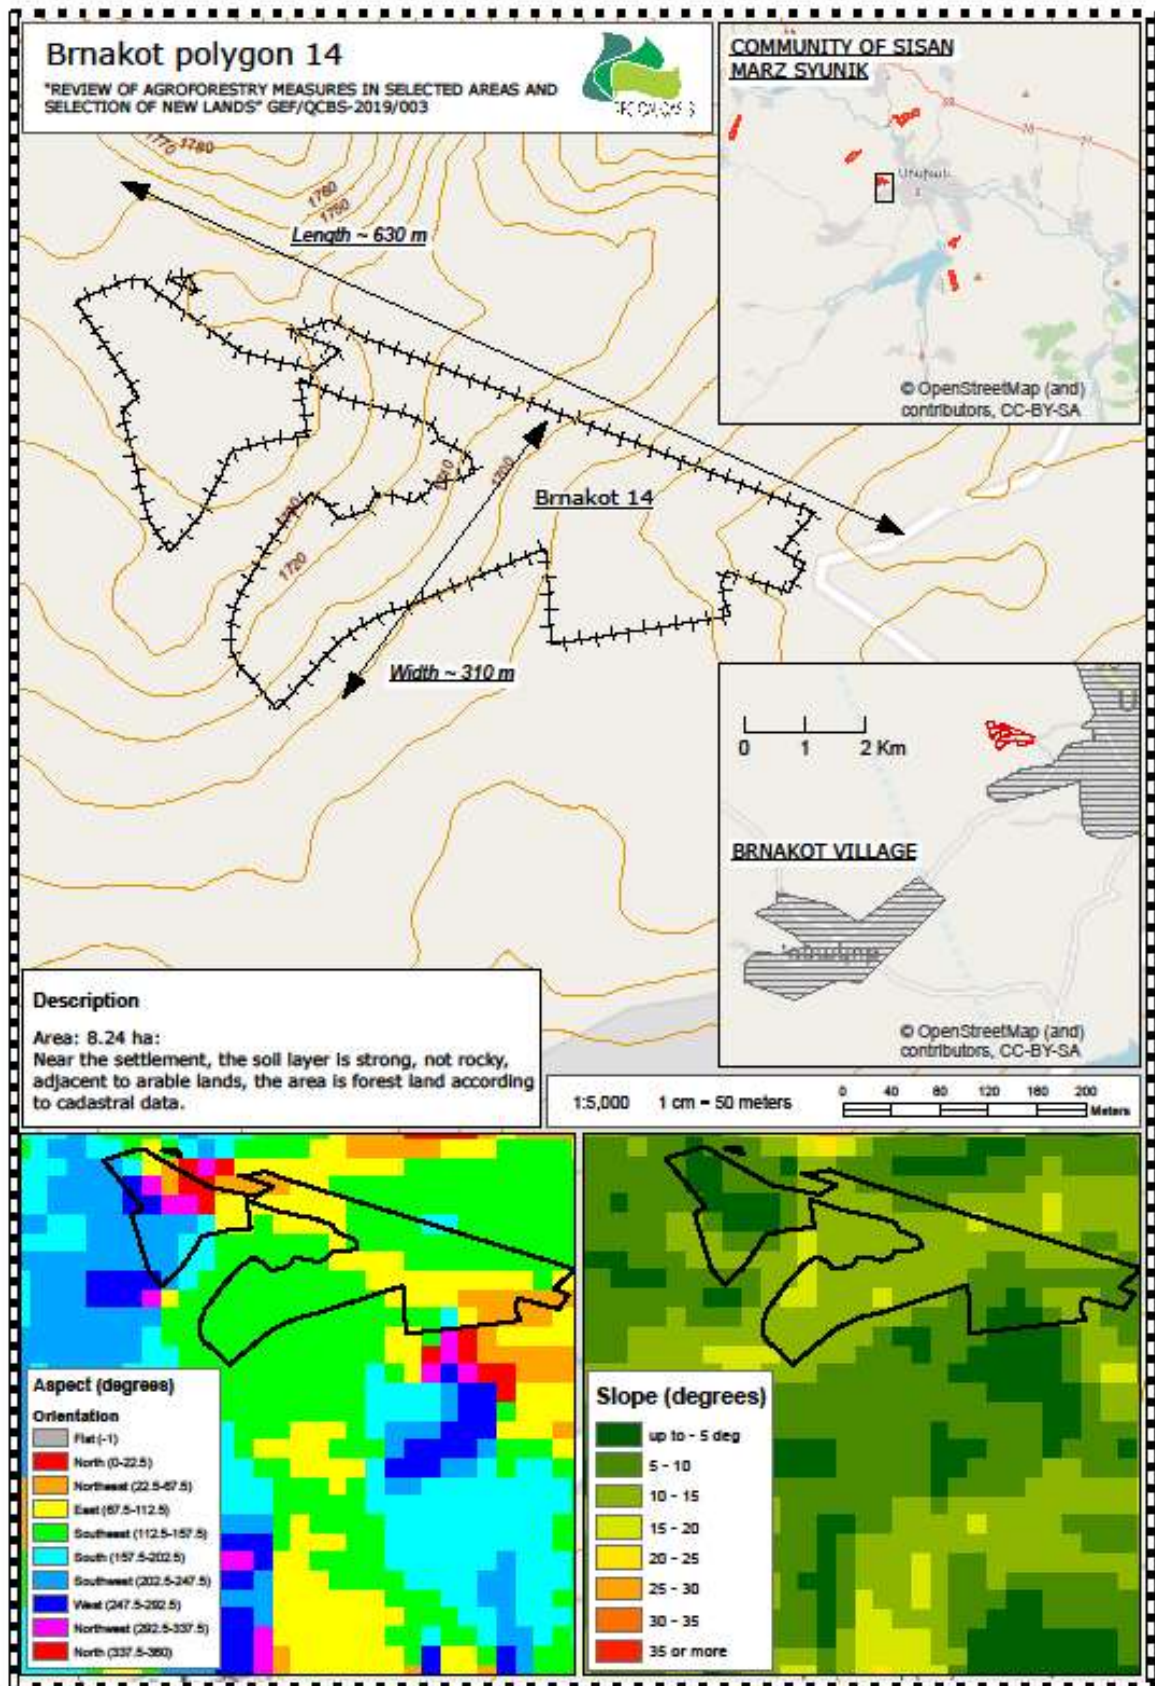 Brnakot polygon 14
"REVIEW OF AGROFORESTRY MEASURES IN SELECTED AREAS AND
SELECTION OF NEW LANDS" GEF/QCBS-2019/003
COMMUNITY OF SISAN
MARZ SYUNIK
© OpenStreetMap (and)
contributors, CC-BY-SA
1770
1780
1760
1750
Length ~ 630 m
1700
1720
Brnakot 14
Width ~ 310 m
0 1 2 Km
BRNAKOT VILLAGE
© OpenStreetMap (and)
contributors, CC-BY-SA
Description
Area: 8.24 ha:
Near the settlement, the soil layer is strong, not rocky,
adjacent to arable lands, the area is forest land according
to cadastral data.
1:5,000 1 cm = 50 meters
0 40 80 120 160 200
Meters
Aspect (degrees)
Orientation
Flat (-1)
North (0-22.5)
Northeast (22.5-67.5)
East (67.5-112.5)
Southeast (112.5-157.5)
South (157.5-202.5)
Southwest (202.5-247.5)
West (247.5-292.5)
Northwest (292.5-337.5)
North (337.5-360)
Slope (degrees)
up to - 5 deg
5 - 10
10 - 15
15 - 20
20 - 25
25 - 30
30 - 35
35 or more